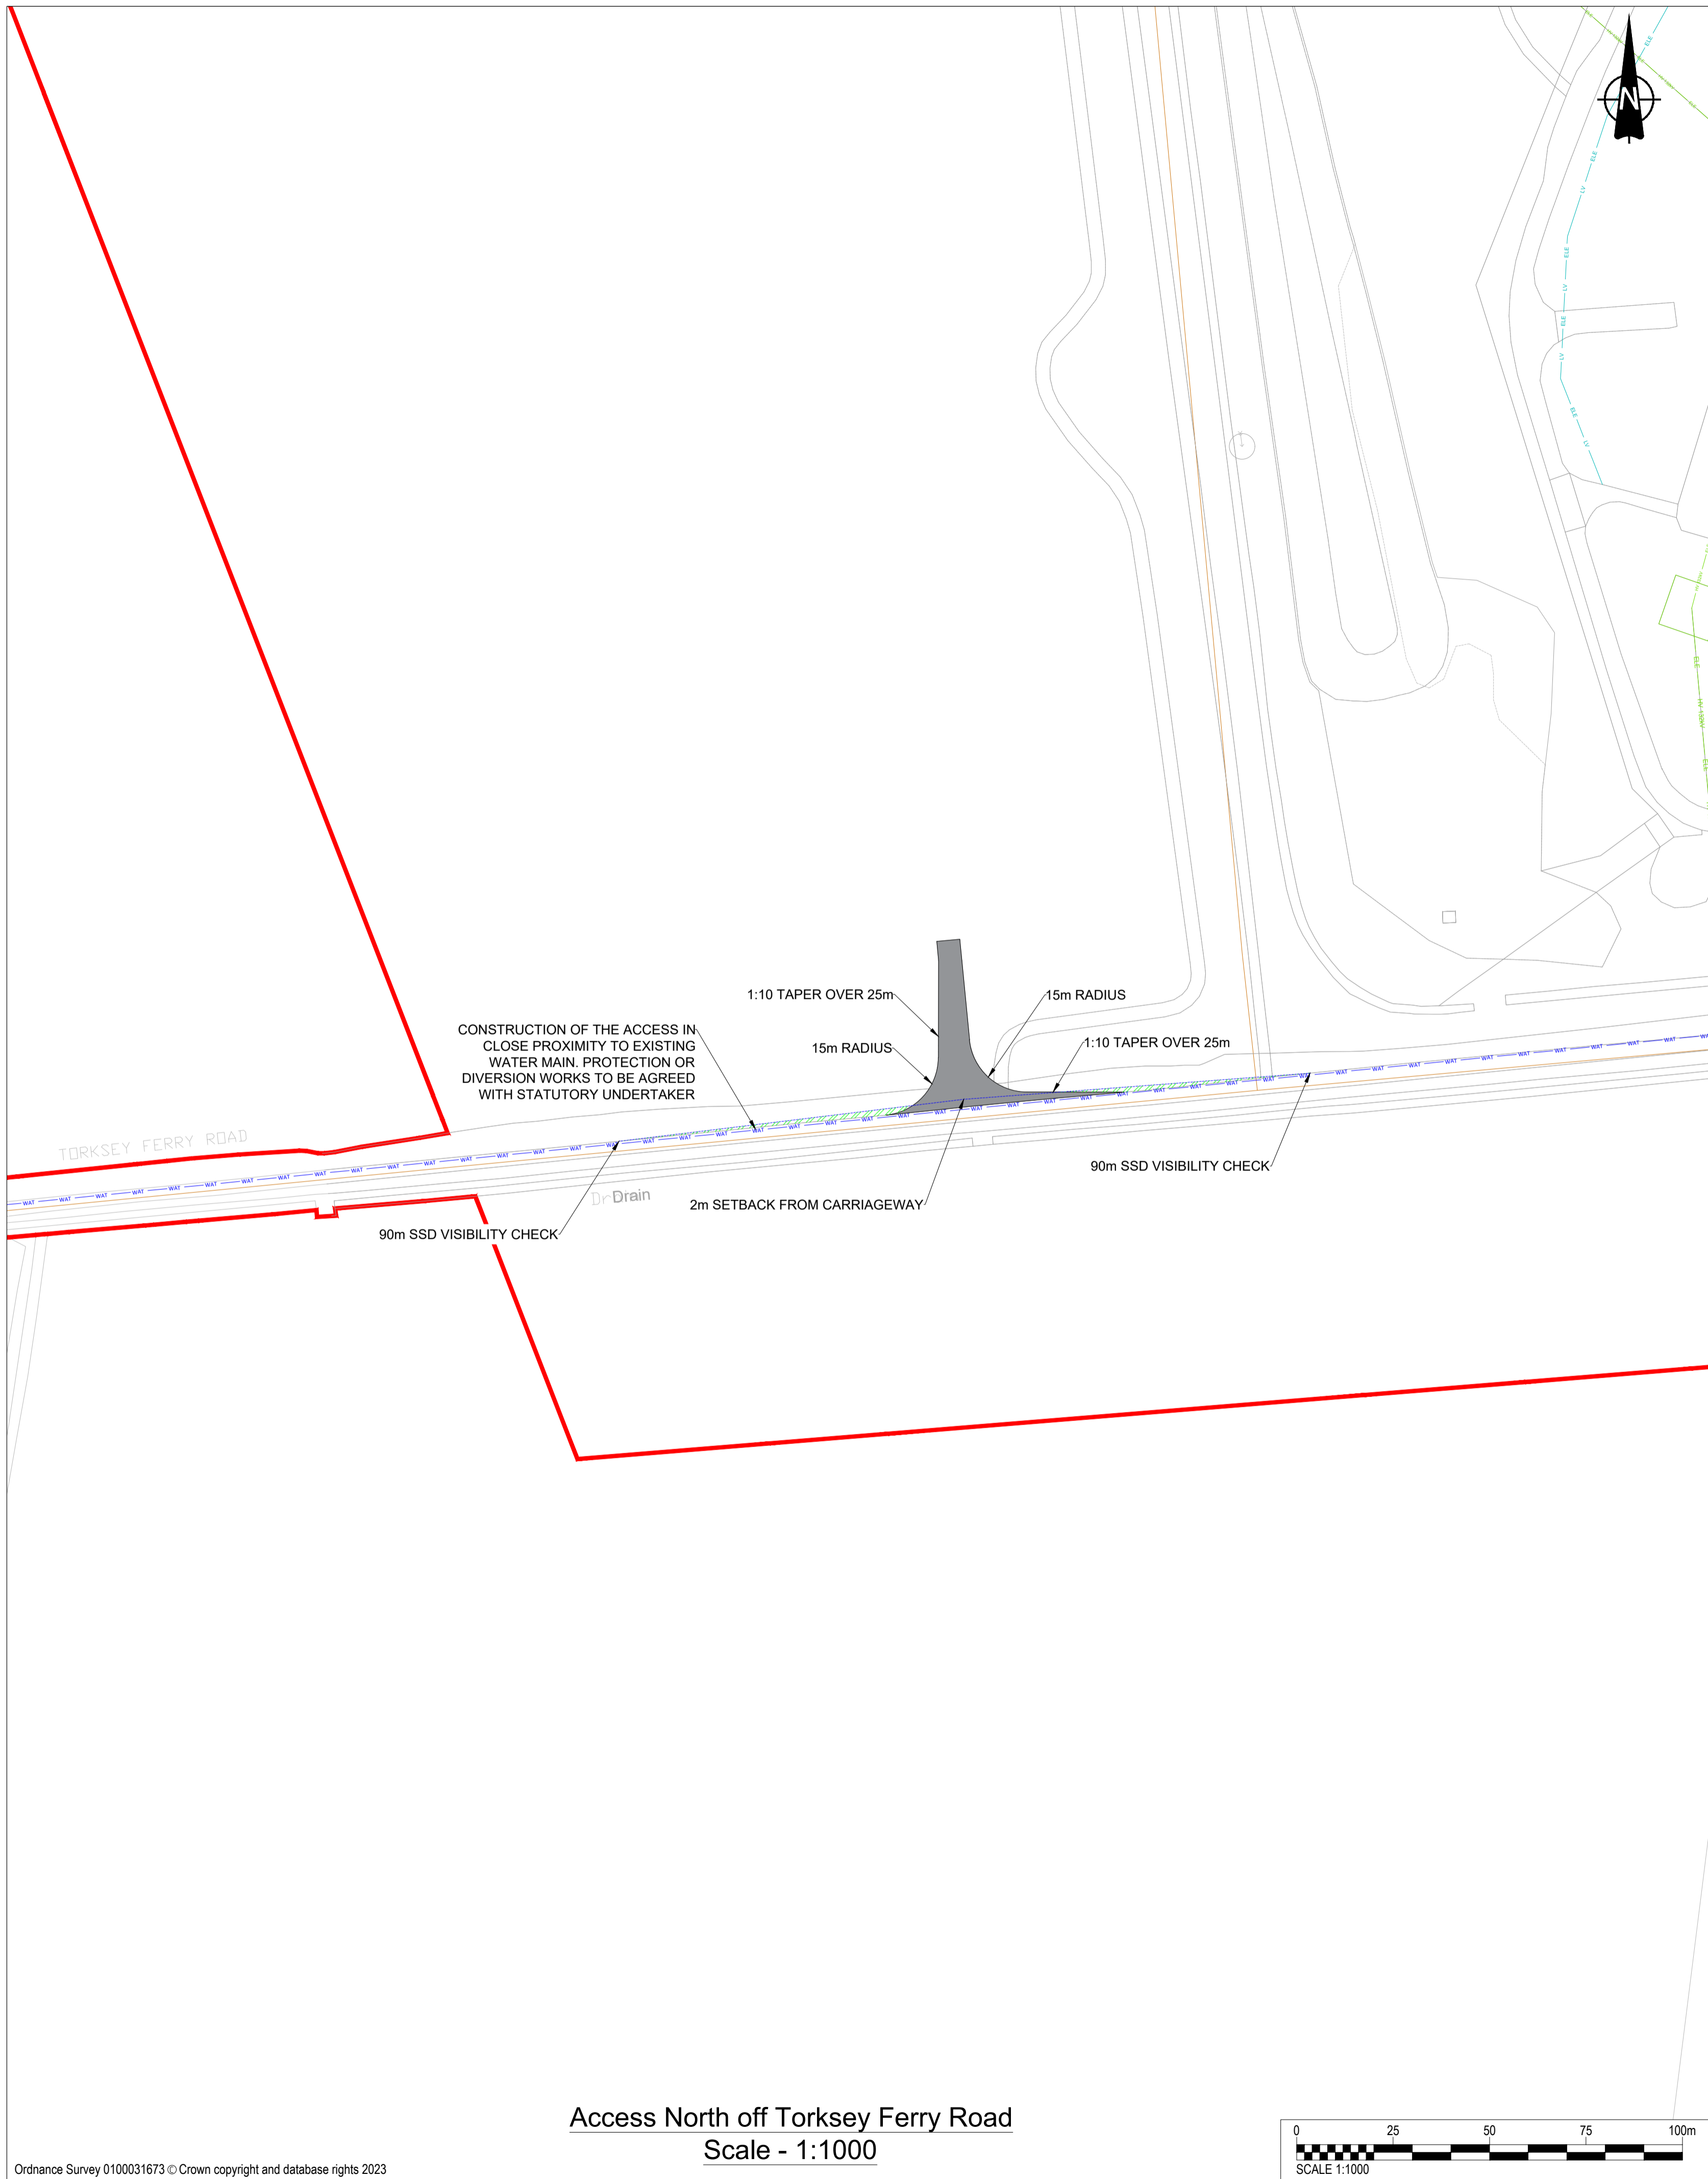 N
1:10 TAPER OVER 25m
15m RADIUS
CONSTRUCTION OF THE ACCESS IN
CLOSE PROXIMITY TO EXISTING
WATER MAIN. PROTECTION OR
DIVERSION WORKS TO BE AGREED
WITH STATUTORY UNDERTAKER
15m RADIUS
1:10 TAPER OVER 25m
TORKSEY FERRY ROAD
90m SSD VISIBILITY CHECK
2m SETBACK FROM CARRIAGEWAY
Drain
90m SSD VISIBILITY CHECK
WAT
ELE
LV
Access North off Torksey Ferry Road
Scale - 1:1000
0 25 50 75 100m
SCALE 1:1000
Ordnance Survey 0100031673 © Crown copyright and database rights 2023